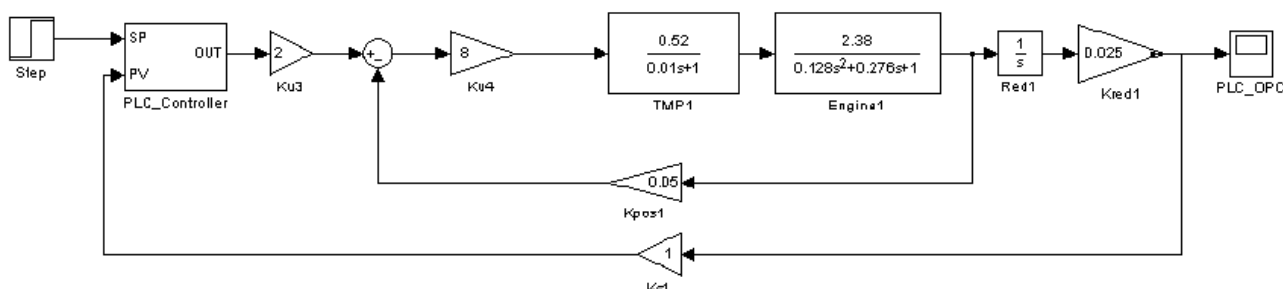 Step
SP
PV
OUT
PLC_Controller
2
Ku3
+
−
8
Ku4
0.52
0.01s+1
TMP1
2.38
0.128s²+0.276s+1
Engine1
1
s
Red1
0.025
Kred1
PLC_OPC
0.05
Kpos1
1